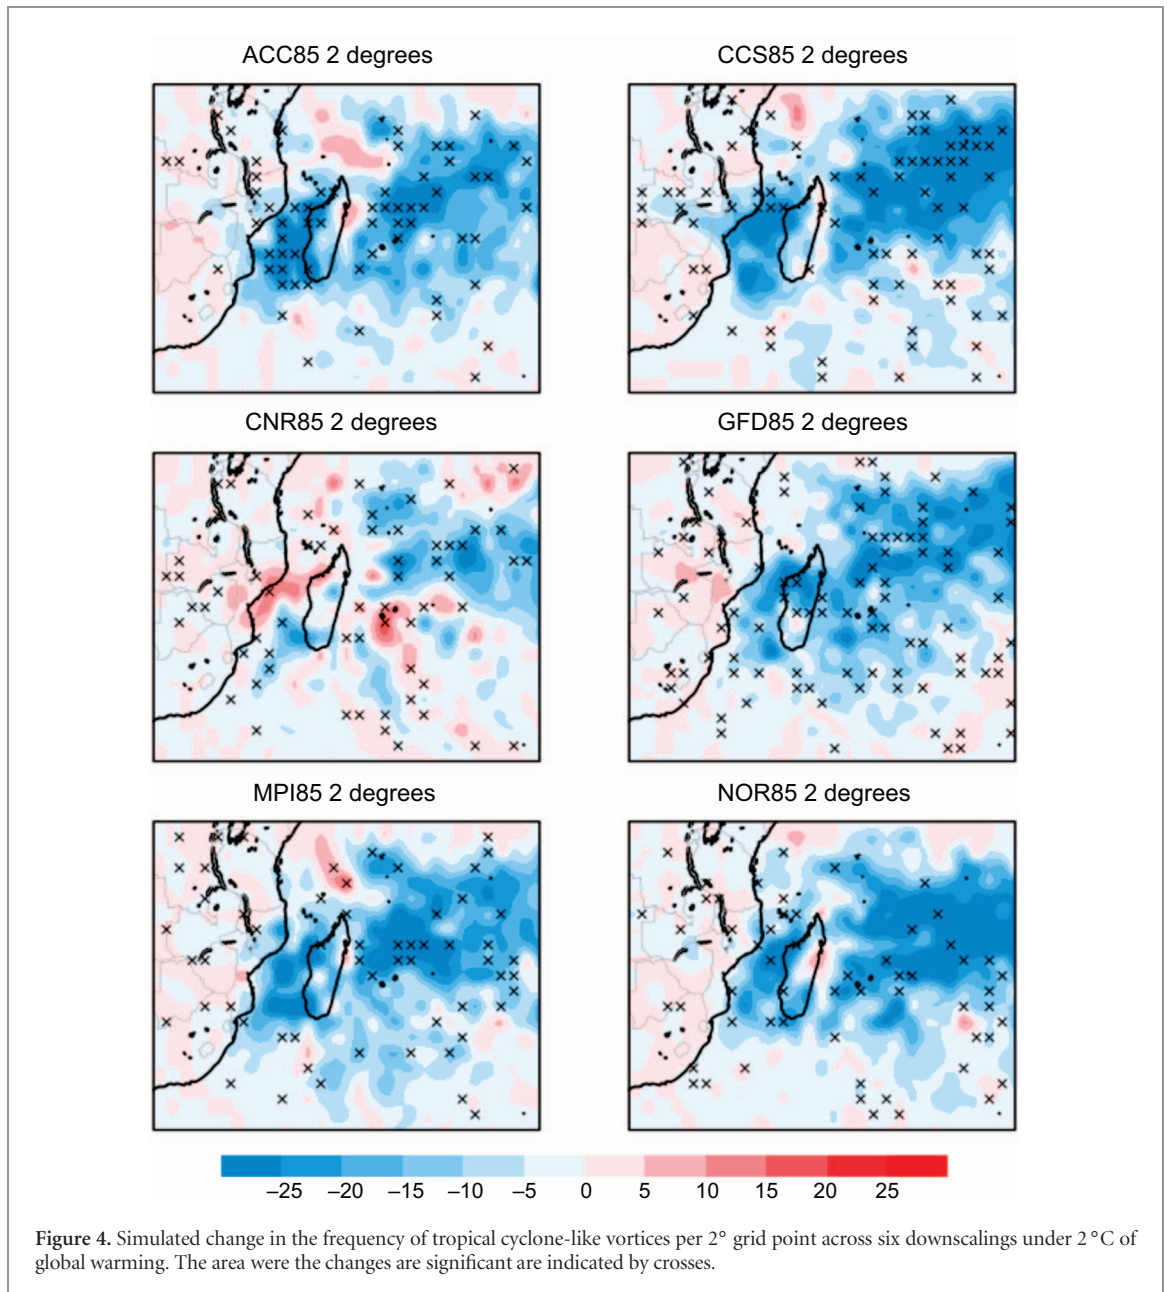 ACC85 2 degrees
CCS85 2 degrees
CNR85 2 degrees
GFD85 2 degrees
MPI85 2 degrees
NOR85 2 degrees
−25 −20 −15 −10 −5 0 5 10 15 20 25
Figure 4. Simulated change in the frequency of tropical cyclone-like vortices per 2° grid point across six downscalings under 2 °C of
global warming. The area were the changes are significant are indicated by crosses.